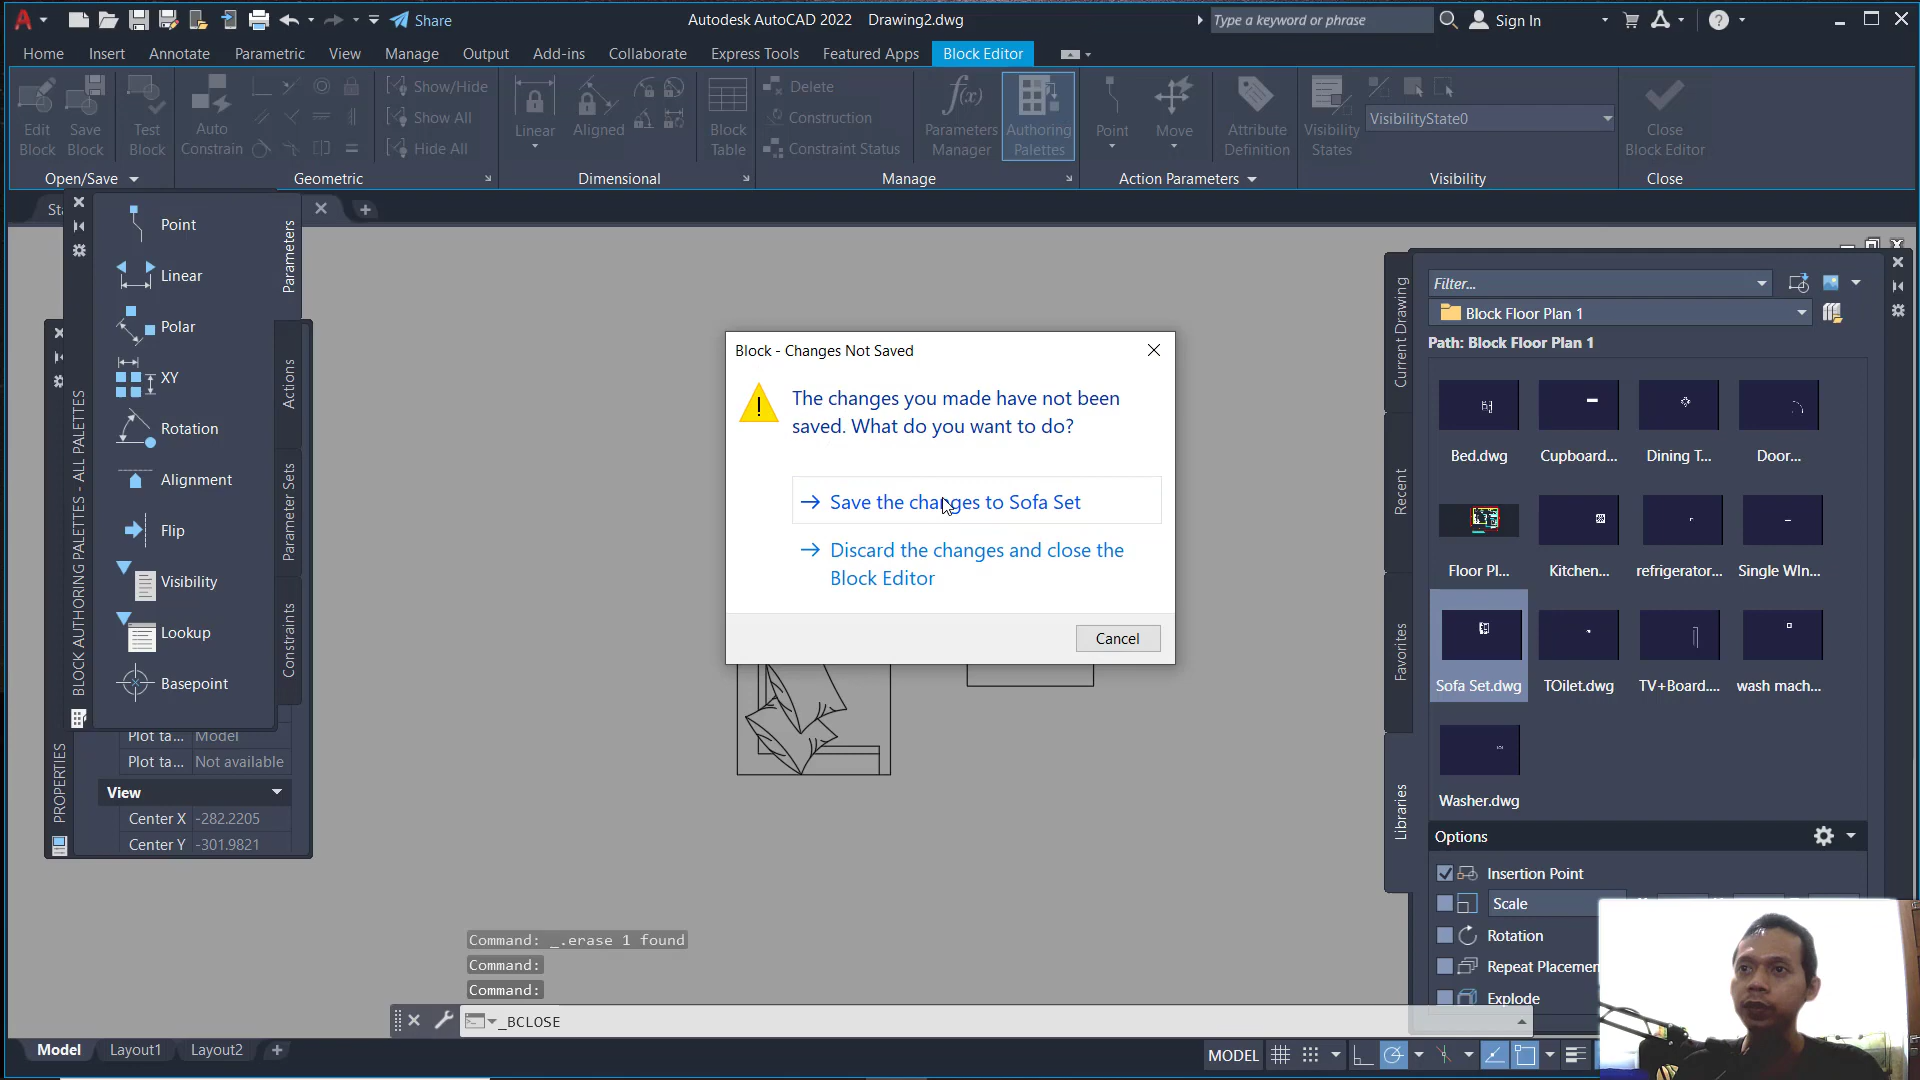 Share
Autodesk AutoCAD 2022 Drawing2.dwg
Type a keyword or phrase
Sign In
Home Insert Annotate Parametric View Manage Output Add-ins Collaborate Express Tools Featured Apps Block Editor
Edit Block
Save Block
Test Block
Auto Constrain
Show/Hide
Show All
Hide All
Linear
Aligned
Block Table
Delete
Construction
Constraint Status
f(x)
Parameters Manager
Authoring Palettes
Point
Move
Attribute Definition
Visibility States
VisibilityState0
Close Block Editor
Open/Save Geometric Dimensional Manage Action Parameters Visibility Close
Point
Linear
Polar
XY
Rotation
Alignment
Flip
Visibility
Lookup
Basepoint
Parameters
Actions
Parameter Sets
Constraints
BLOCK AUTHORING PALETTES - ALL PALETTES
Plot ta... Model
Plot ta... Not available
View
Center X -282.2205
Center Y -301.9821
PROPERTIES
Block - Changes Not Saved
The changes you made have not been
saved. What do you want to do?
Save the changes to Sofa Set
Discard the changes and close the
Block Editor
Cancel
Filter...
Block Floor Plan 1
Path: Block Floor Plan 1
Current Drawing
Recent
Favorites
Libraries
Bed.dwg Cupboard... Dining T... Door...
Floor Pl... Kitchen... refrigerator... Single WIn...
Sofa Set.dwg TOilet.dwg TV+Board.... wash mach...
Washer.dwg
Options
Insertion Point
Scale
Rotation
Repeat Placemen
Explode
Command: _.erase 1 found
Command:
Command:
_BCLOSE
Model Layout1 Layout2
MODEL